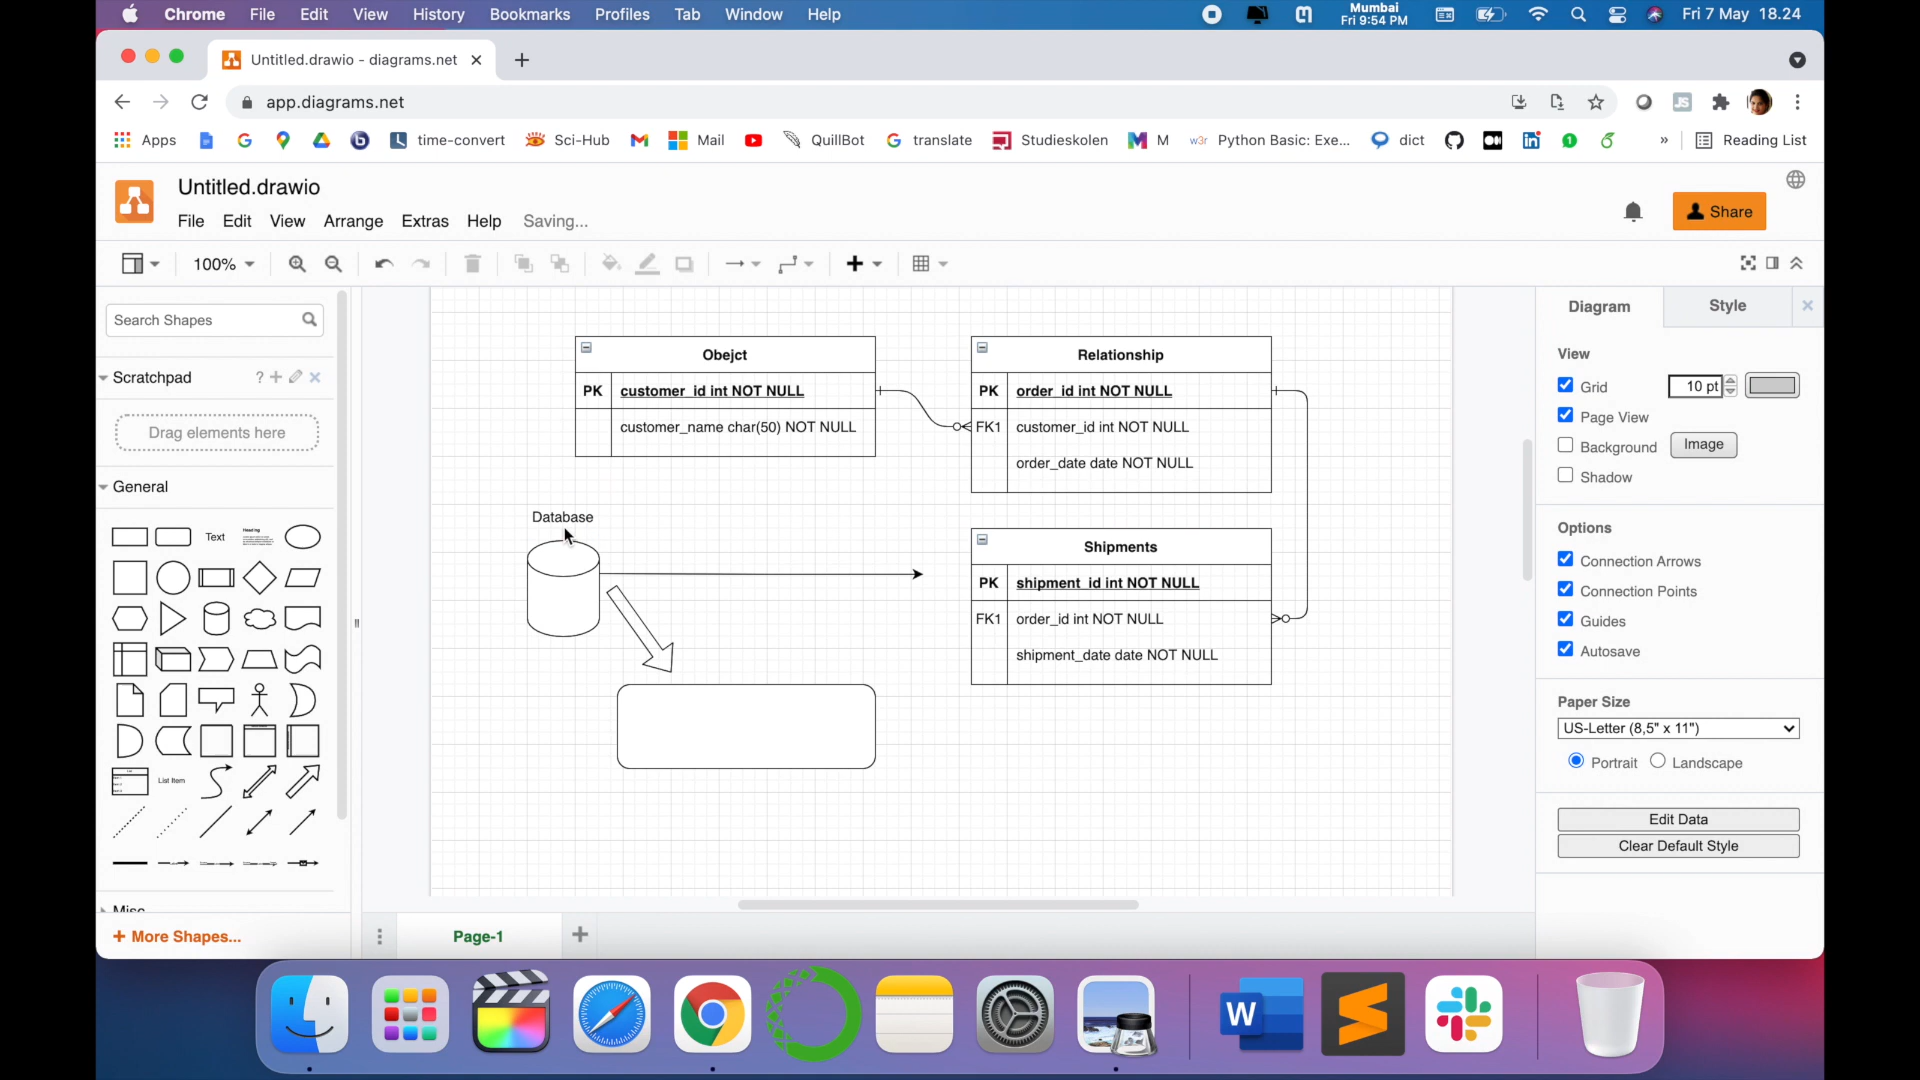 Chrome File Edit View History Bookmarks Profiles Tab Window Help
Mumbai
Fri 9:54 PM
Fri 7 May 18.24
Untitled.drawio - diagrams.net
app.diagrams.net
Apps time-convert Sci-Hub Mail QuillBot translate Studieskolen M w3r Python Basic: Exe... dict » Reading List
Untitled.drawio
File Edit View Arrange Extras Help Saving...
Share
100%
Search Shapes
Scratchpad
?
Drag elements here
General
Text
Heading
List Item
Misc
+ More Shapes...
Page-1
Obejct
PK customer_id int NOT NULL
customer_name char(50) NOT NULL
Relationship
PK order_id int NOT NULL
FK1 customer_id int NOT NULL
order_date date NOT NULL
Database
Shipments
PK shipment_id int NOT NULL
FK1 order_id int NOT NULL
shipment_date date NOT NULL
Diagram Style
View
Grid 10 pt
Page View
Background Image
Shadow
Options
Connection Arrows
Connection Points
Guides
Autosave
Paper Size
US-Letter (8,5" x 11")
Portrait Landscape
Edit Data
Clear Default Style
W